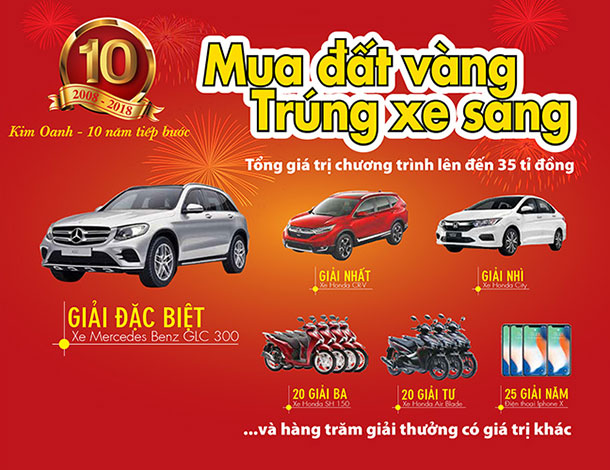 10
2008 - 2018
Kim Oanh - 10 năm tiếp bước
Mua đất vàng
Trúng xe sang
Tổng giá trị chương trình lên đến 35 tỉ đồng
GIẢI ĐẶC BIỆT
Xe Mercedes Benz GLC 300
GIẢI NHẤT
Xe Honda CRV
GIẢI NHÌ
Xe Honda City
20 GIẢI BA
Xe Honda SH 150
20 GIẢI TƯ
Xe Honda Air Blade
25 GIẢI NĂM
Điện thoại Iphone X
...và hàng trăm giải thưởng có giá trị khác